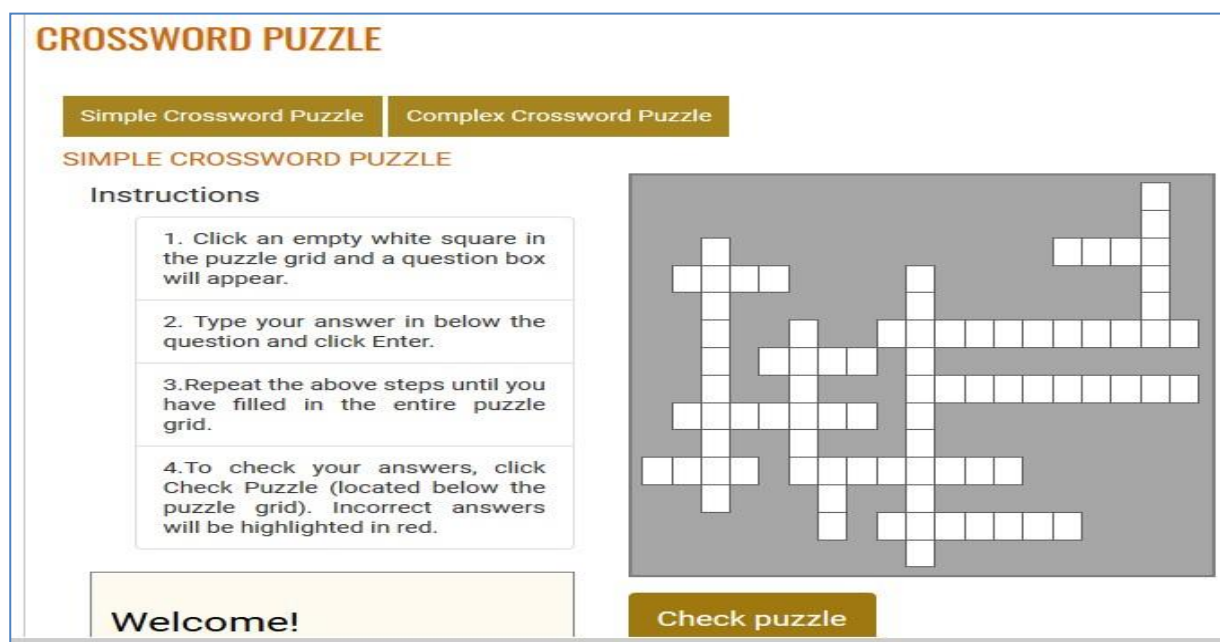 CROSSWORD PUZZLE
Simple Crossword Puzzle Complex Crossword Puzzle
SIMPLE CROSSWORD PUZZLE
Instructions
1. Click an empty white square in
the puzzle grid and a question box
will appear.
2. Type your answer in below the
question and click Enter.
3.Repeat the above steps until you
have filled in the entire puzzle
grid.
4.To check your answers, click
Check Puzzle (located below the
puzzle grid). Incorrect answers
will be highlighted in red.
Welcome!
Check puzzle